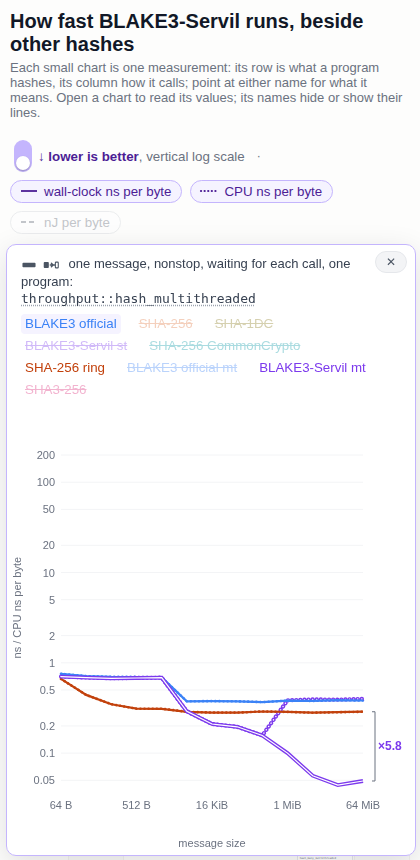 How fast BLAKE3-Servil runs, beside
other hashes
Each small chart is one measurement: its row is what a program
hashes, its column how it calls; point at either name for what it
means. Open a chart to read its values; its names hide or show their
lines.
↓ lower is better, vertical log scale ·
wall-clock ns per byte CPU ns per byte
nJ per byte
one message, nonstop, waiting for each call, one ✕
program:
throughput::hash_multithreaded
BLAKE3 official SHA-256 SHA-1DC
BLAKE3-Servil st SHA-256 CommonCrypto
SHA-256 ring BLAKE3 official mt BLAKE3-Servil mt
SHA3-256
200
100
50
20
10
5
2
1
0.5
0.2
0.1
0.05
ns / CPU ns per byte
×5.8
64 B 512 B 16 KiB 1 MiB 64 MiB
message size